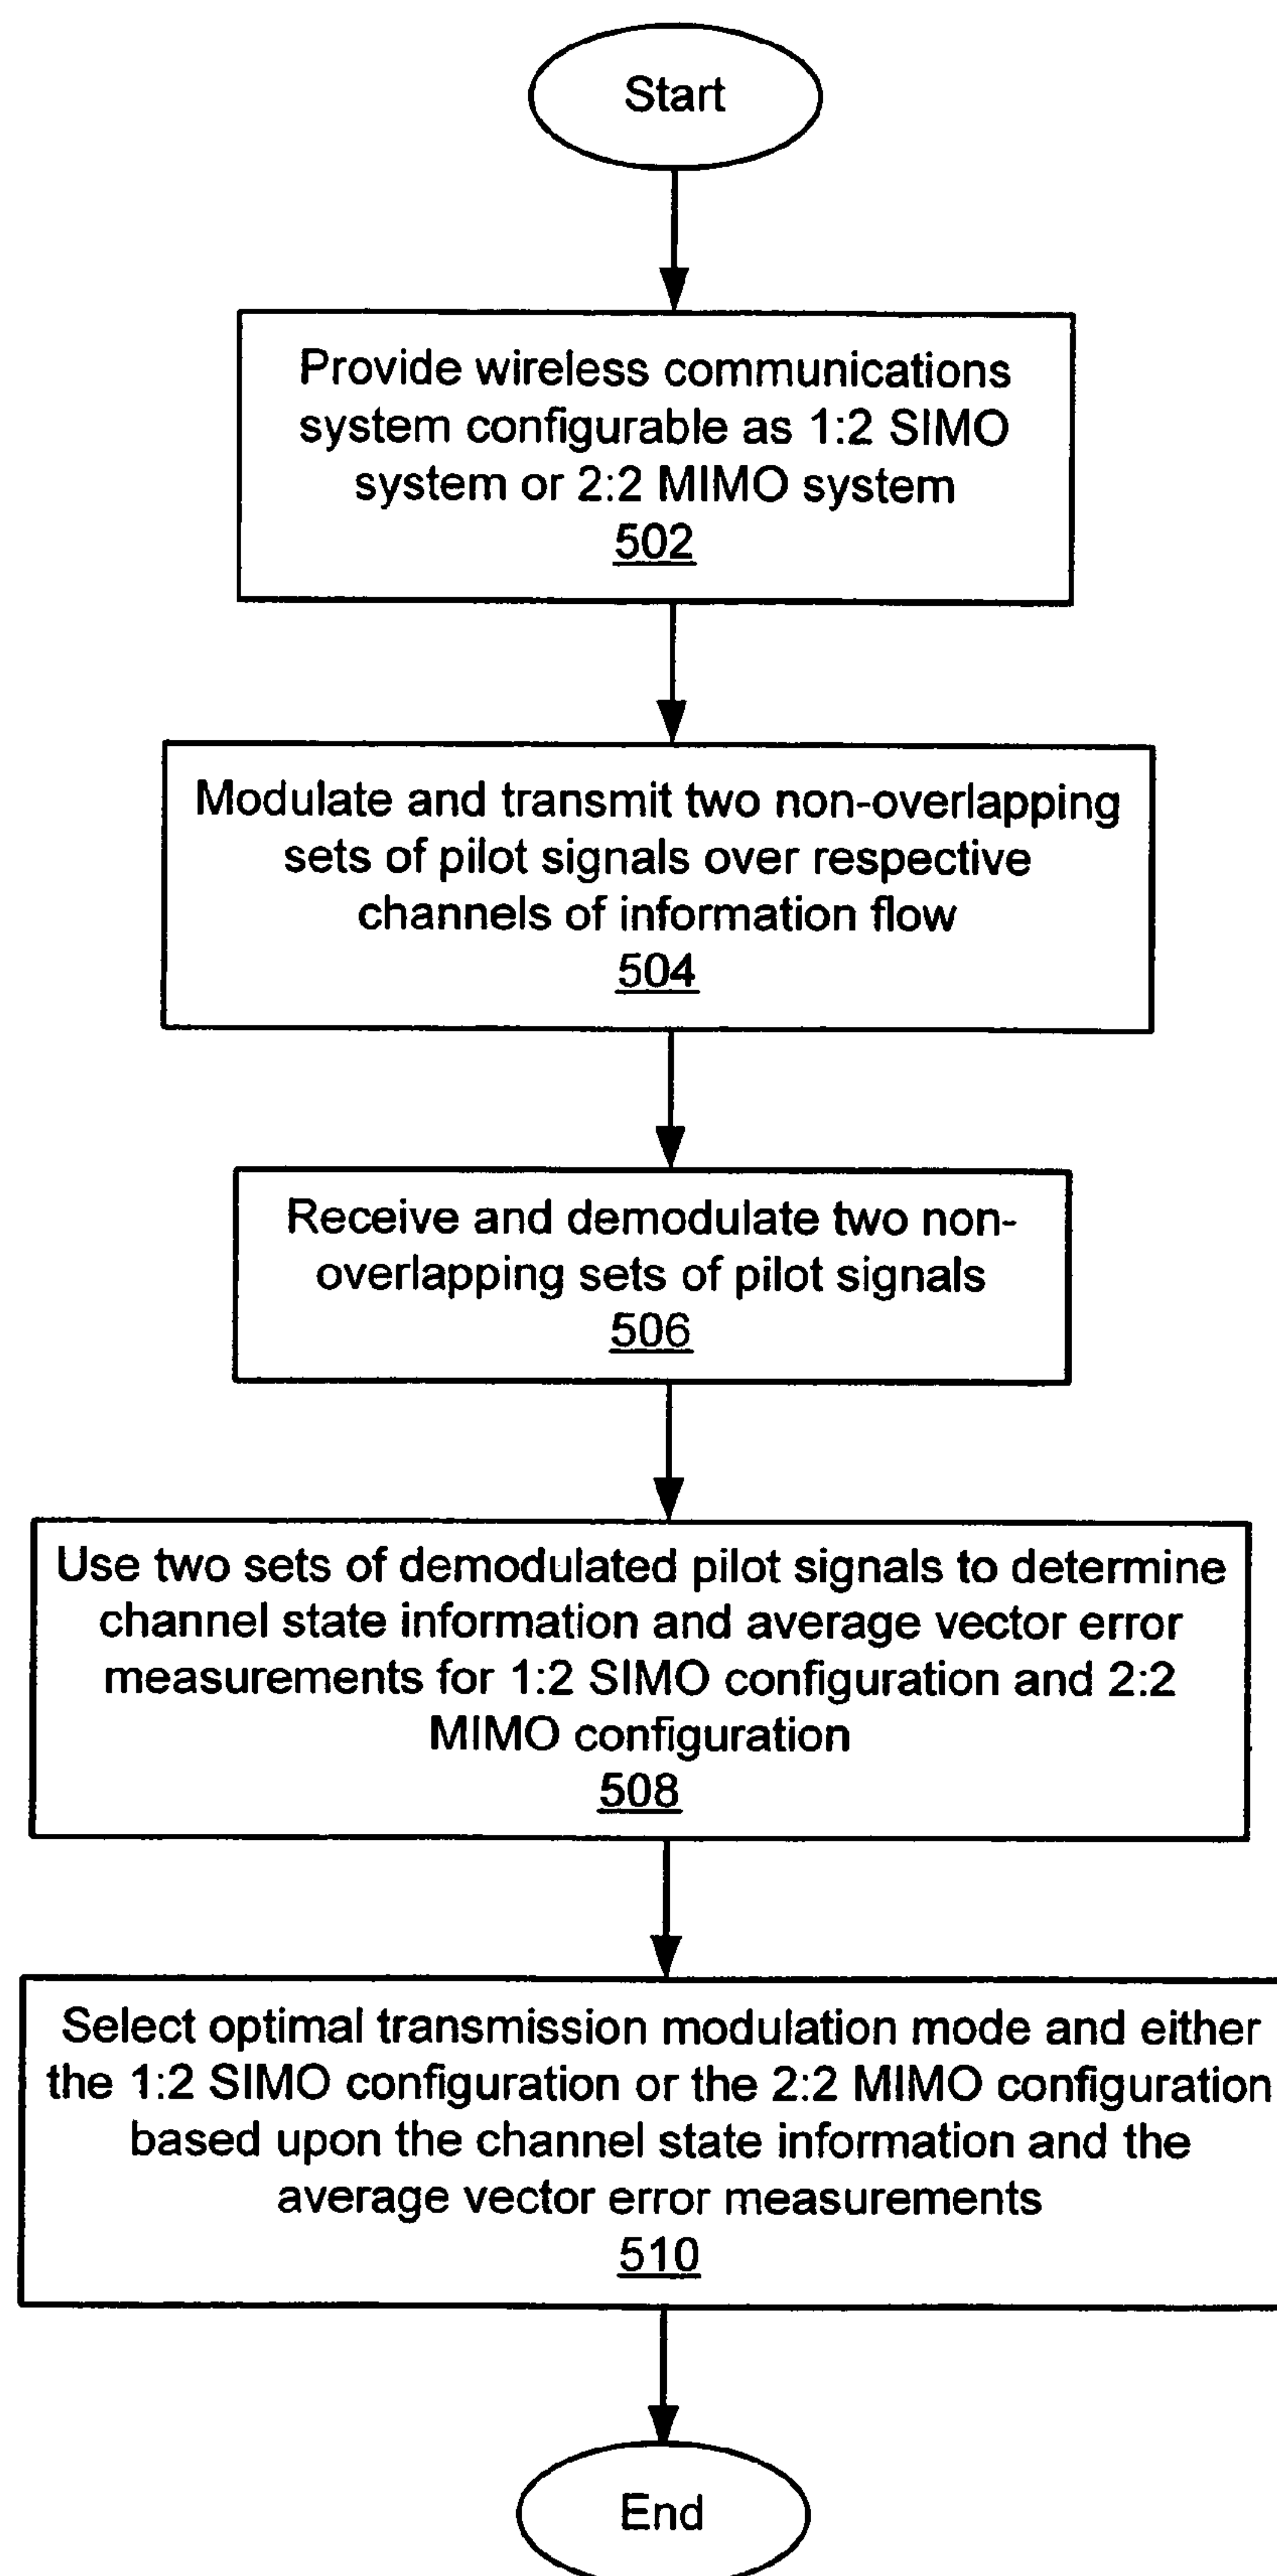 Start
Provide wireless communications
system configurable as 1:2 SIMO
system or 2:2 MIMO system
502
Modulate and transmit two non-overlapping
sets of pilot signals over respective
channels of information flow
504
Receive and demodulate two non-
overlapping sets of pilot signals
506
Use two sets of demodulated pilot signals to determine
channel state information and average vector error
measurements for 1:2 SIMO configuration and 2:2
MIMO configuration
508
Select optimal transmission modulation mode and either
the 1:2 SIMO configuration or the 2:2 MIMO configuration
based upon the channel state information and the
average vector error measurements
510
End